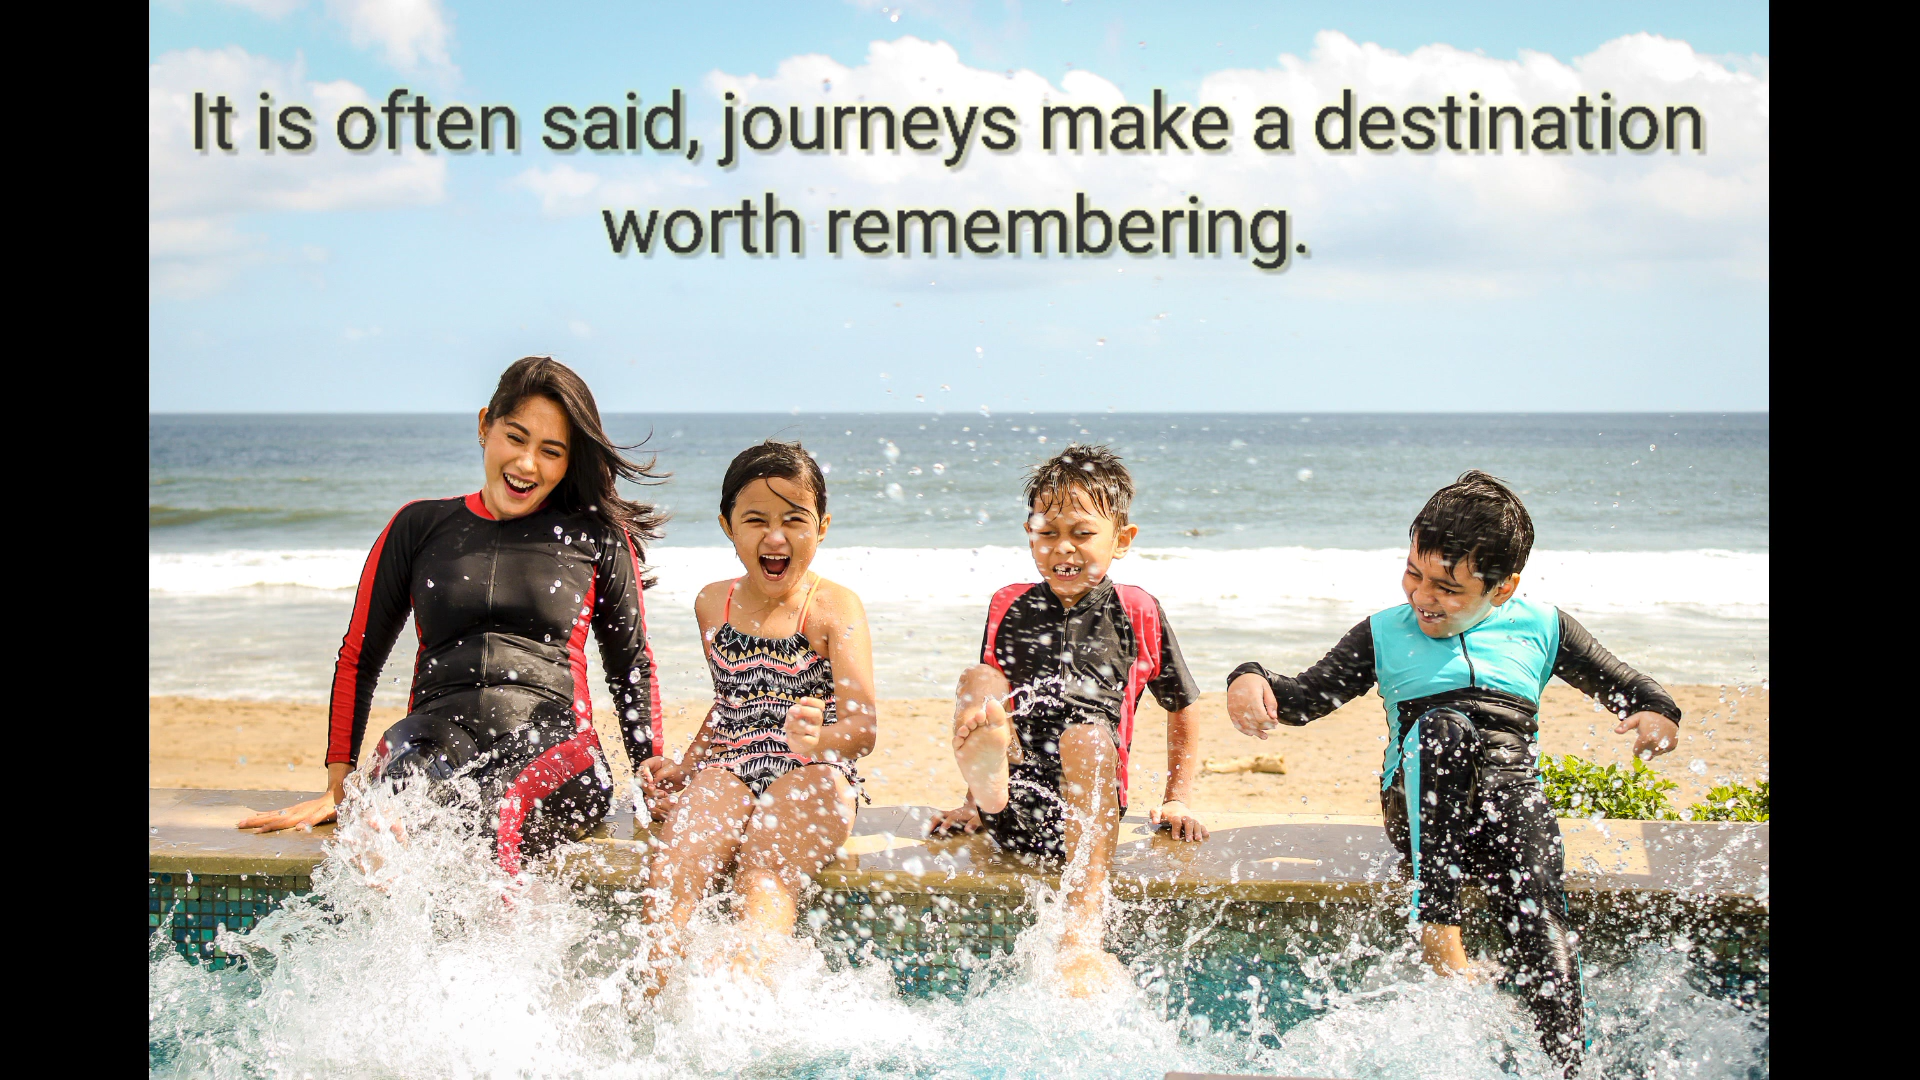 It is often said, journeys make a destination
worth remembering.